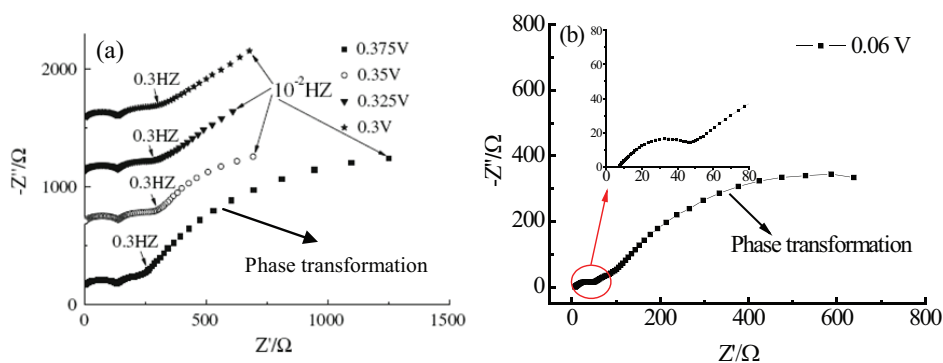 (a)
0.375V
0.35V
0.325V
0.3V
0.3HZ
10⁻²HZ
0.3HZ
0.3HZ
0.3HZ
Phase transformation
-Z''/Ω
2000
1000
0
0
500
1000
1500
Z'/Ω
(b)
0.06 V
80
60
40
20
0
0
20
40
60
80
Phase transformation
-Z''/Ω
800
600
400
200
0
0
200
400
600
800
Z'/Ω